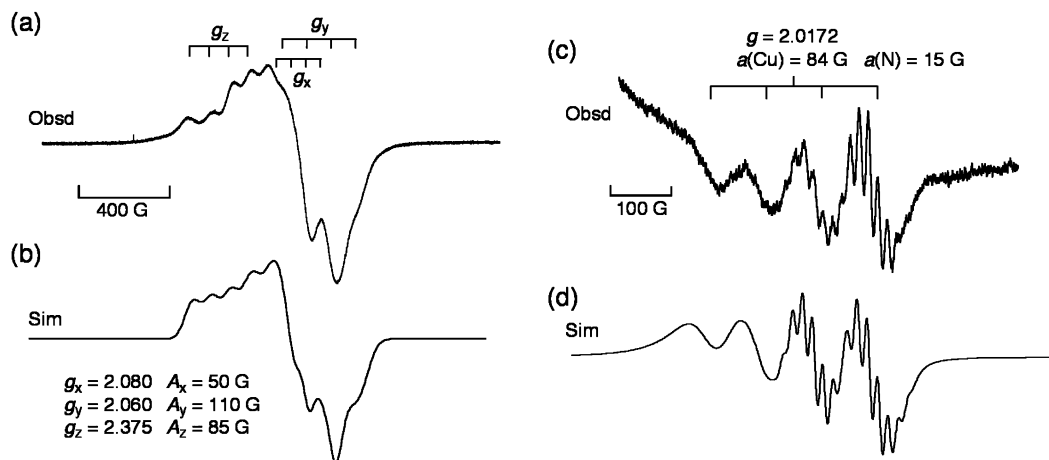 (a)
g_z
g_y
g_x
Obsd
400 G
(b)
Sim
g_x = 2.080 A_x = 50 G
g_y = 2.060 A_y = 110 G
g_z = 2.375 A_z = 85 G
(c)
g = 2.0172
a(Cu) = 84 G a(N) = 15 G
Obsd
100 G
(d)
Sim